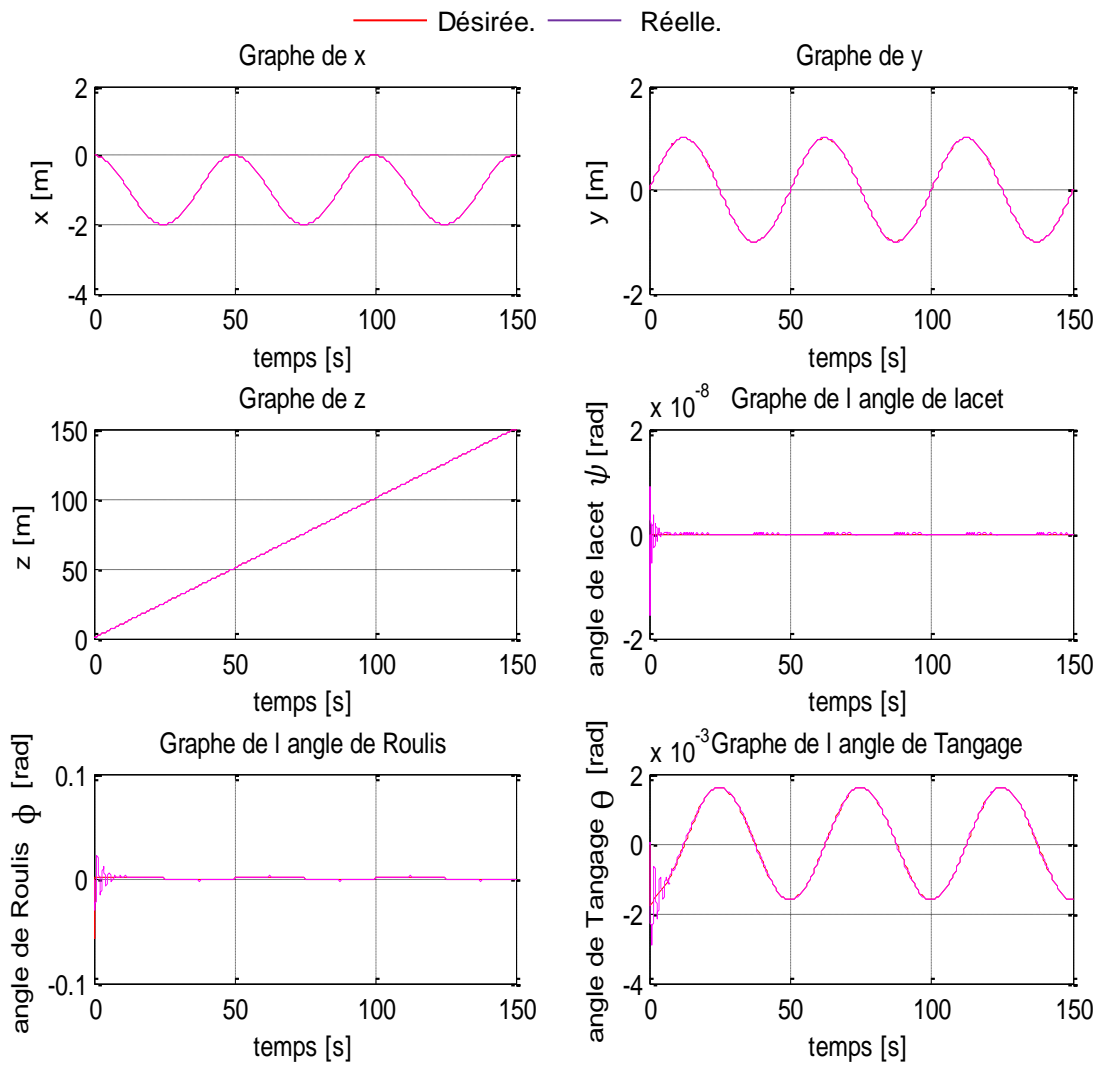 Désirée. Réelle.
Graphe de x
x [m]
2
0
-2
-4
0 50 100 150
temps [s]
Graphe de y
y [m]
2
0
-2
0 50 100 150
temps [s]
Graphe de z
z [m]
150
100
50
0
0 50 100 150
temps [s]
x 10^-8 Graphe de l angle de lacet
angle de lacet ψ [rad]
2
0
-2
0 50 100 150
temps [s]
Graphe de l angle de Roulis
angle de Roulis ϕ [rad]
0.1
0
-0.1
0 50 100 150
temps [s]
x 10^-3 Graphe de l angle de Tangage
angle de Tangage θ [rad]
2
0
-2
-4
0 50 100 150
temps [s]